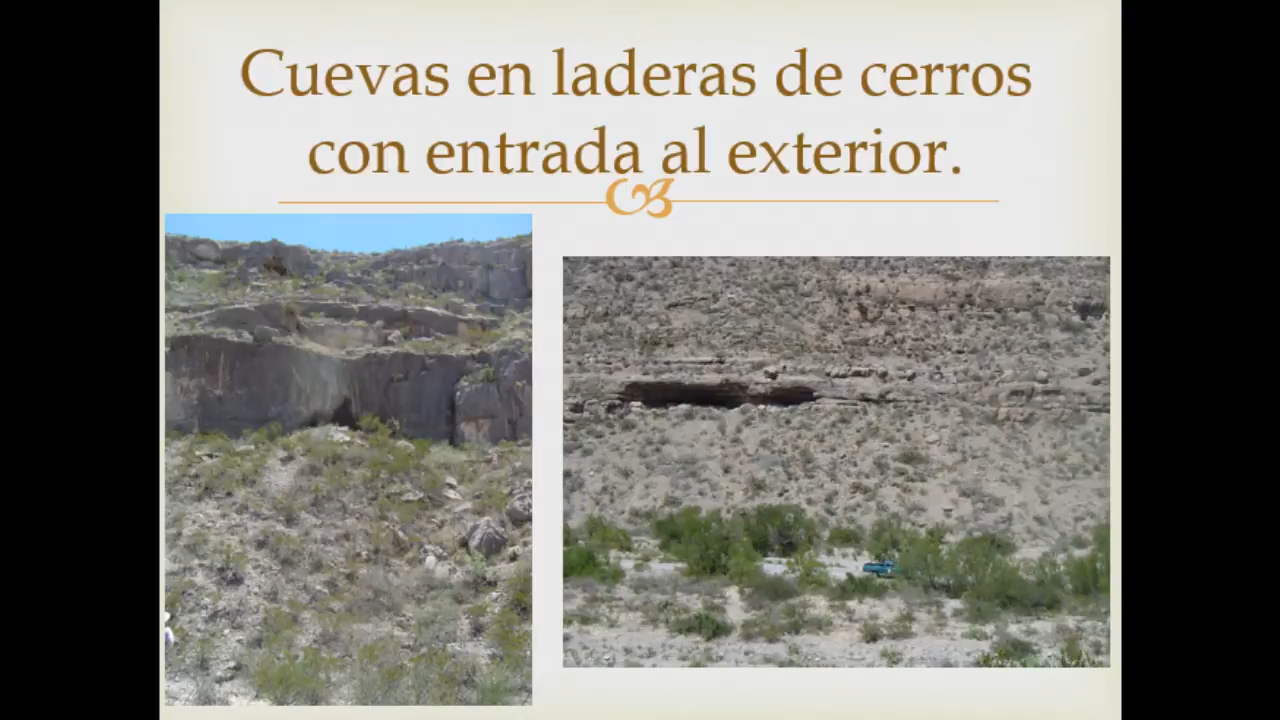 Cuevas en laderas de cerros
con entrada al exterior.